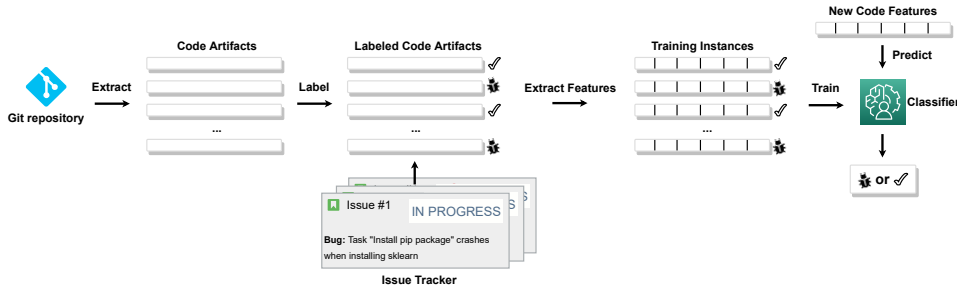 New Code Features
Code Artifacts
Labeled Code Artifacts
Training Instances
Predict
Extract
Label
Extract Features
Train
Classifier
Git repository
...
...
...
or
S
S
Issue #1
IN PROGRESS
Bug: Task "Install pip package" crashes
when installing sklearn
Issue Tracker